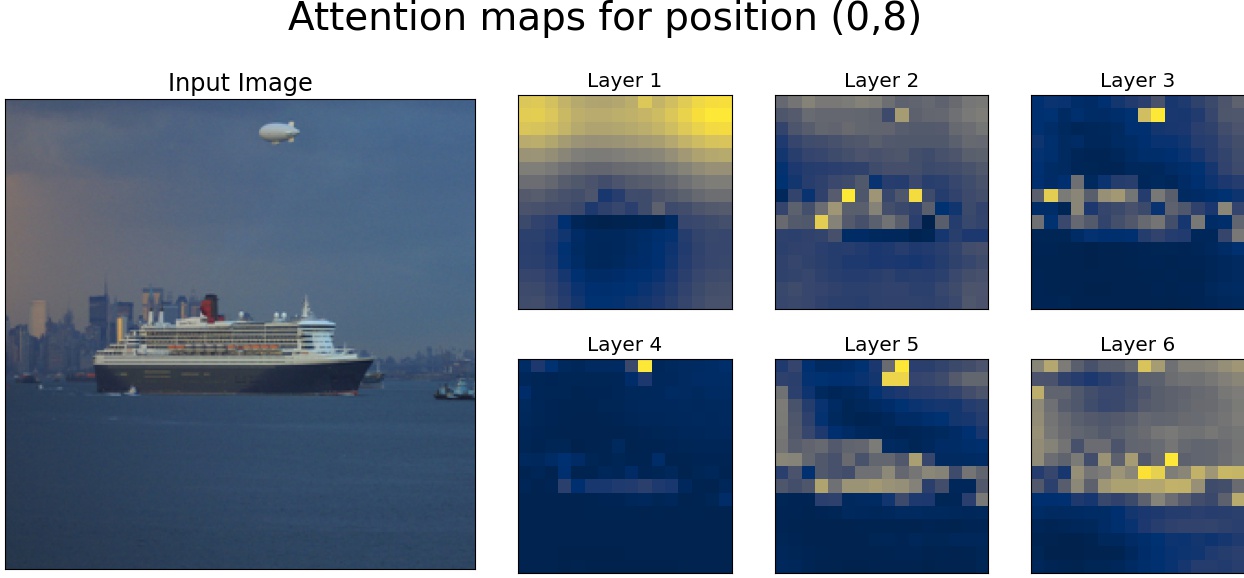 Attention maps for position (0,8)
Input Image
Layer 1
Layer 2
Layer 3
Layer 4
Layer 5
Layer 6